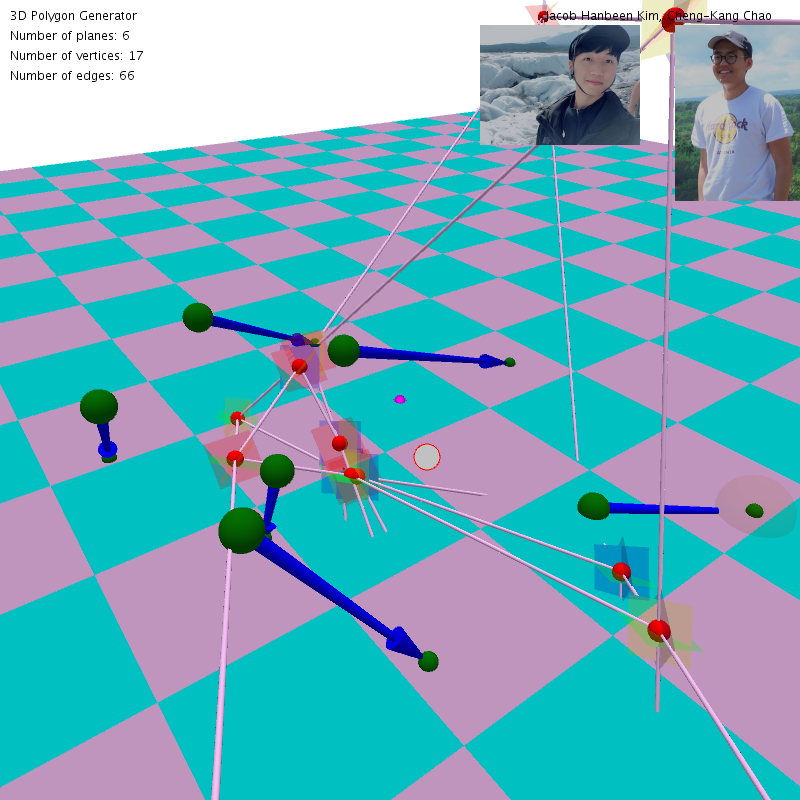 3D Polygon Generator
Jacob Hanbeen Kim, Cheng-Kang Chao
Number of planes: 6
Number of vertices: 17
Number of edges: 66